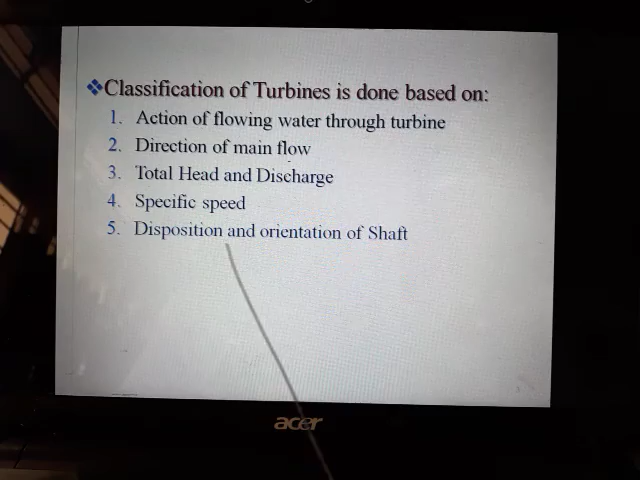 ❖Classification of Turbines is done based on:
1. Action of flowing water through turbine
2. Direction of main flow
3. Total Head and Discharge
4. Specific speed
5. Disposition and orientation of Shaft
acer